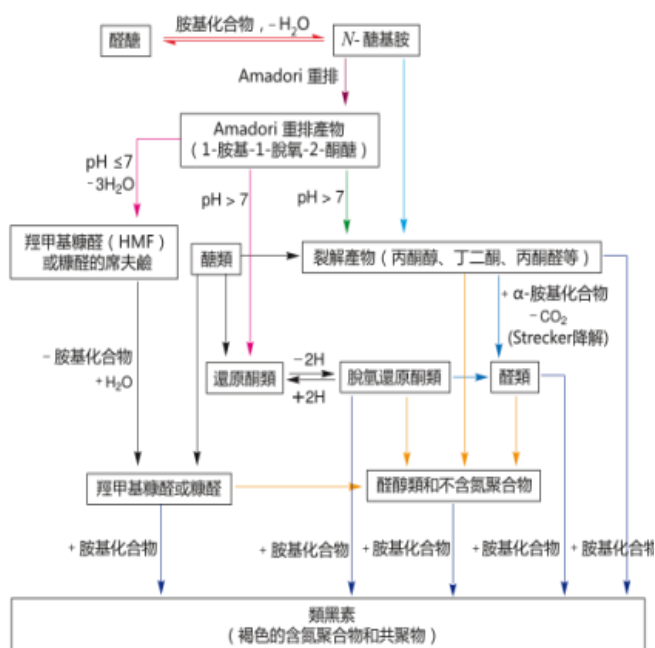 胺基化合物，－H₂O
醛醣
N-醣基胺
Amadori 重排
Amadori 重排產物
（1-胺基-1-脫氧-2-酮醣）
pH ≤7
－3H₂O
pH > 7
pH > 7
羥甲基糠醛（HMF）
或糠醛的席夫鹼
醣類
裂解產物（丙酮醇、丁二酮、丙酮醛等）
+ α-胺基化合物
－CO₂
(Strecker降解)
－胺基化合物
+ H₂O
還原酮類
－2H
+2H
脫氫還原酮類
醛類
羥甲基糠醛或糠醛
醛醇類和不含氮聚合物
+ 胺基化合物
+ 胺基化合物
+ 胺基化合物
+ 胺基化合物
+ 胺基化合物
類黑素
（褐色的含氮聚合物和共聚物）